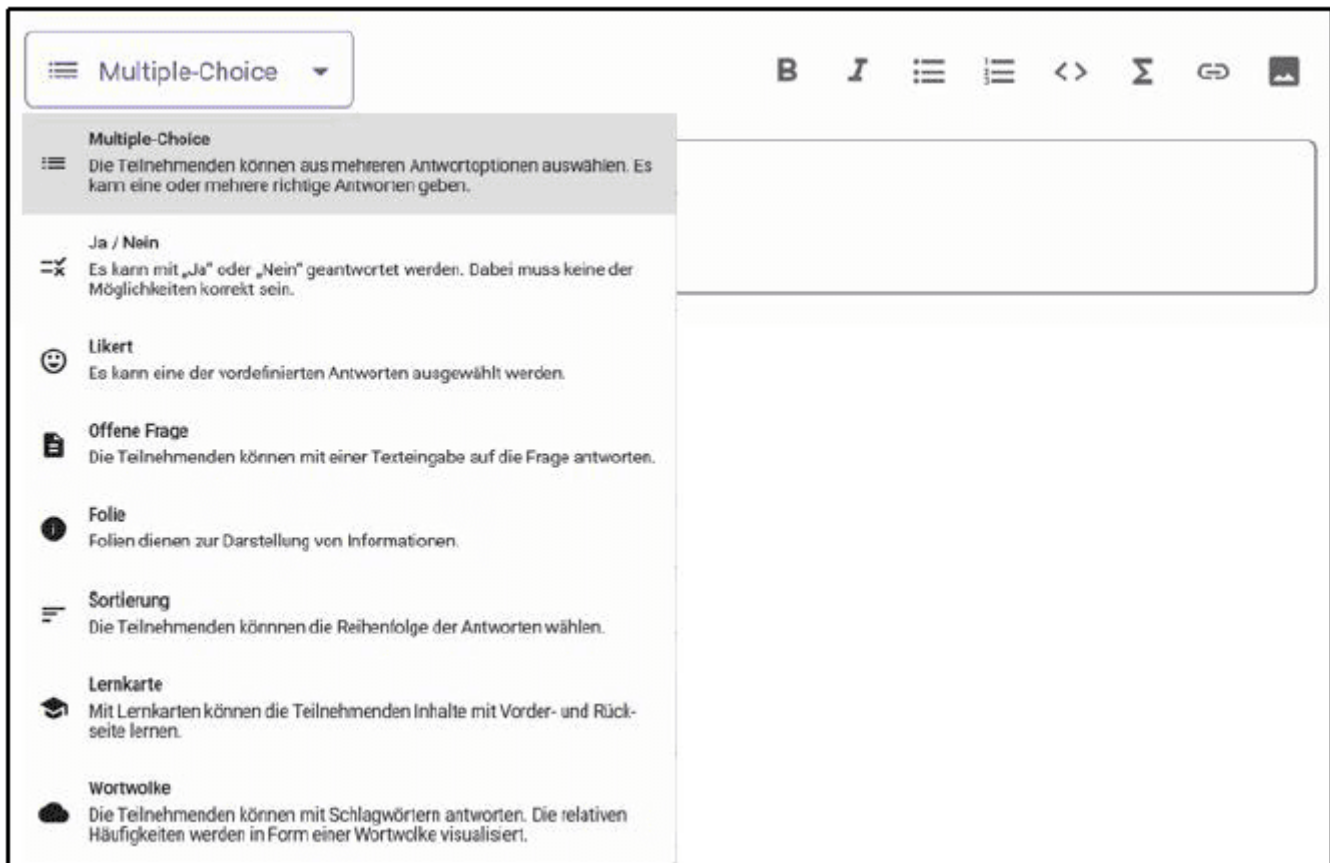 Multiple-Choice
B I
Multiple-Choice
Die Teilnehmenden können aus mehreren Antwortoptionen auswählen. Es
kann eine oder mehrere richtige Antworten geben.
Ja / Nein
Es kann mit „Ja“ oder „Nein“ geantwortet werden. Dabei muss keine der
Möglichkeiten korrekt sein.
Likert
Es kann eine der vordefinierten Antworten ausgewählt werden.
Offene Frage
Die Teilnehmenden können mit einer Texteingabe auf die Frage antworten.
Folie
Folien dienen zur Darstellung von Informationen.
Sortierung
Die Teilnehmenden könnnen die Reihenfolge der Antworten wählen.
Lernkarte
Mit Lernkarten können die Teilnehmenden Inhalte mit Vorder- und Rück-
seite lernen.
Wortwolke
Die Teilnehmenden können mit Schlagwörtern antworten. Die relativen
Häufigkeiten werden in Form einer Wortwolke visualisiert.